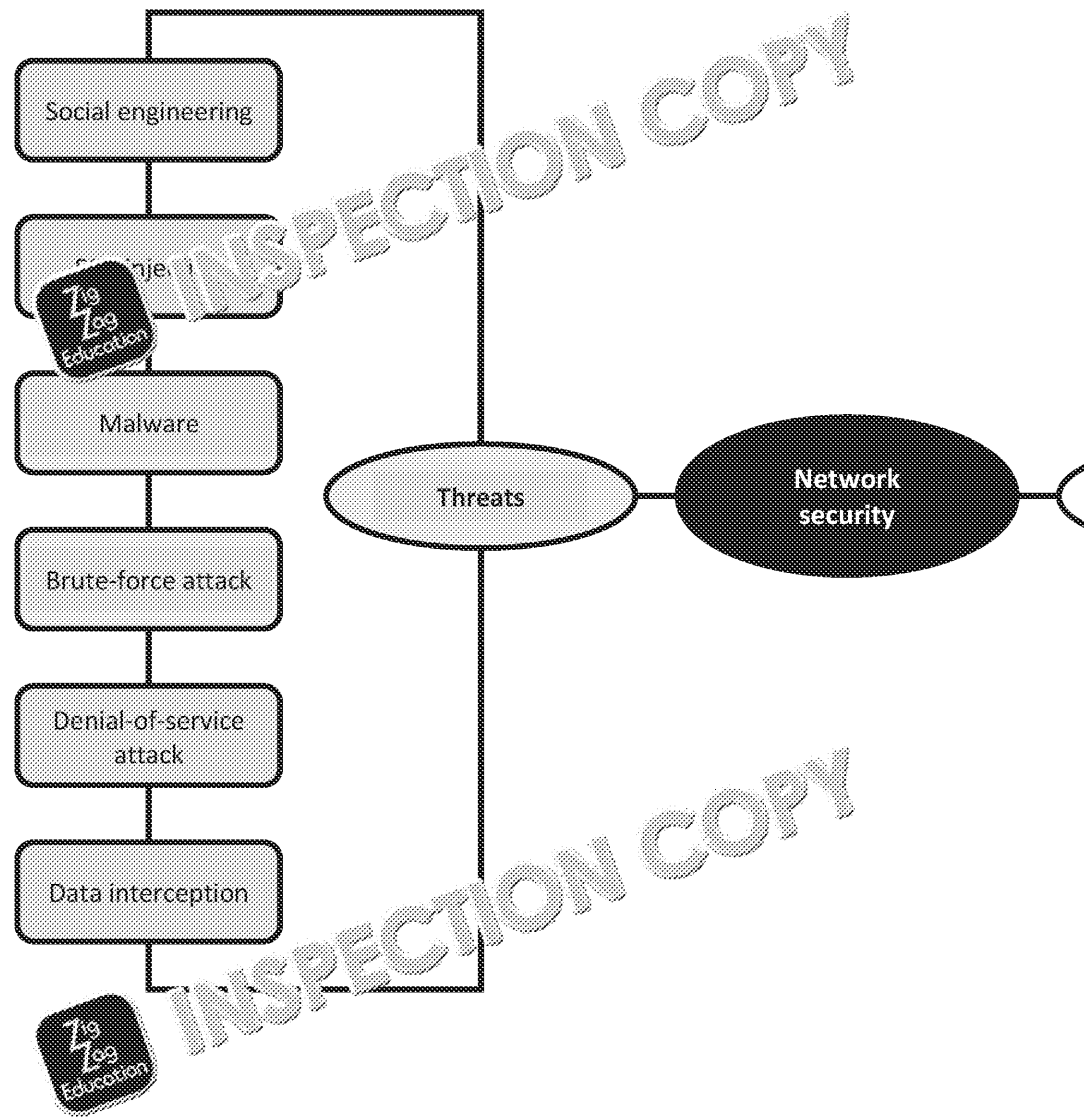 Social engineering
INSPECTION COPY
Zig
Zag
Education
Malware
Threats
Network
security
Brute-force attack
Denial-of-service
attack
Data interception
INSPECTION COPY
Zig
Zag
Education